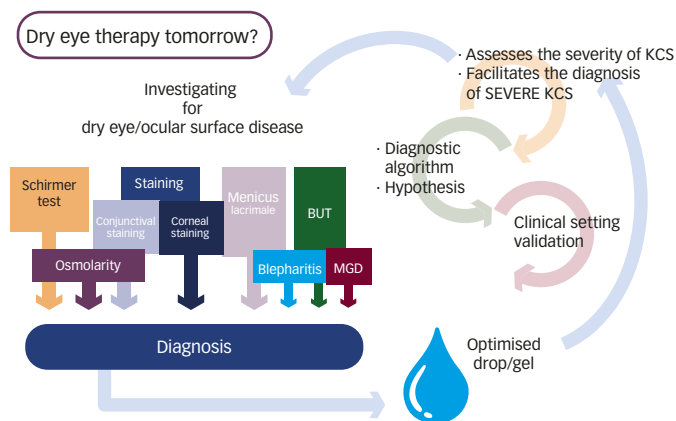 Dry eye therapy tomorrow?
Investigating
for
dry eye/ocular surface disease
· Assesses the severity of KCS
· Facilitates the diagnosis
of SEVERE KCS
· Diagnostic
algorithm
· Hypothesis
Clinical setting
validation
Schirmer
test
Staining
Conjunctival
staining
Corneal
staining
Menicus
lacrimale
BUT
Osmolarity
Blepharitis
MGD
Diagnosis
Optimised
drop/gel